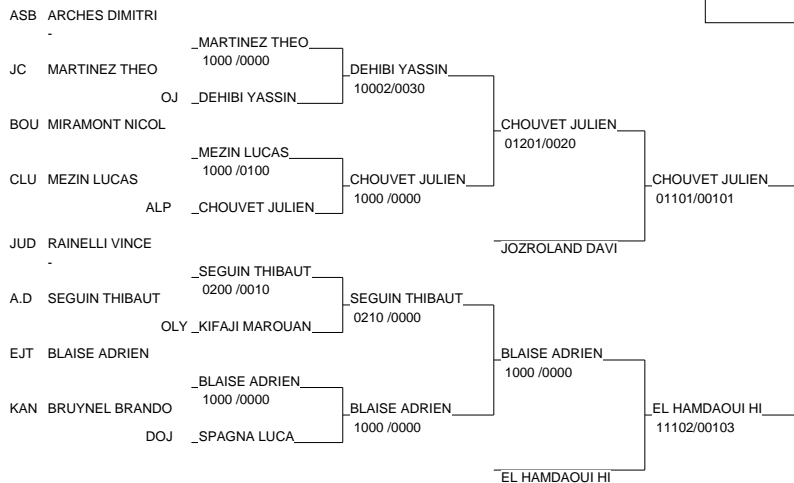 ASB ARCHES DIMITRI
-
_MARTINEZ THEO
1000 /0000
JC MARTINEZ THEO
DEHIBI YASSIN
10002/0030
OJ _DEHIBI YASSIN
BOU MIRAMONT NICOL
CHOUVET JULIEN
01201/0020
_MEZIN LUCAS
1000 /0100
CLU MEZIN LUCAS
CHOUVET JULIEN
1000 /0000
CHOUVET JULIEN
01101/00101
ALP _CHOUVET JULIEN
JUD RAINELLI VINCE
-
JOZROLAND DAVI
_SEGUIN THIBAUT
0200 /0010
A.D SEGUIN THIBAUT
SEGUIN THIBAUT
0210 /0000
OLY _KIFAJI MAROUAN
EJT BLAISE ADRIEN
BLAISE ADRIEN
1000 /0000
_BLAISE ADRIEN
1000 /0000
KAN BRUYNEL BRANDO
BLAISE ADRIEN
1000 /0000
EL HAMDAOUI HI
11102/00103
DOJ _SPAGNA LUCA
EL HAMDAOUI HI